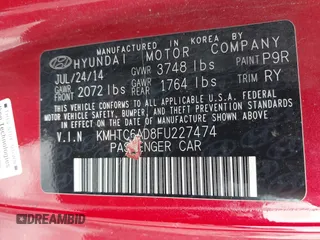 MANUFACTURED IN KOREA BY
HYUNDAI MOTOR COMPANY
JUL/24/14 GVWR 3748 lbs PAINT P9R
GAWR FRONT 2072 lbs GAWR REAR 1764 lbs TRIM RY
THIS VEHICLE CONFORMS TO ALL APPLICABLE
FEDERAL MOTOR VEHICLE SAFETY, BUMPER, AND
THEFT PREVENTION STANDARDS IN EFFECT ON
THE DATE OF MANUFACTURE SHOWN ABOVE.
V.I.N KMHTC6AD8FU227474
PASSENGER CAR
DREAMBID